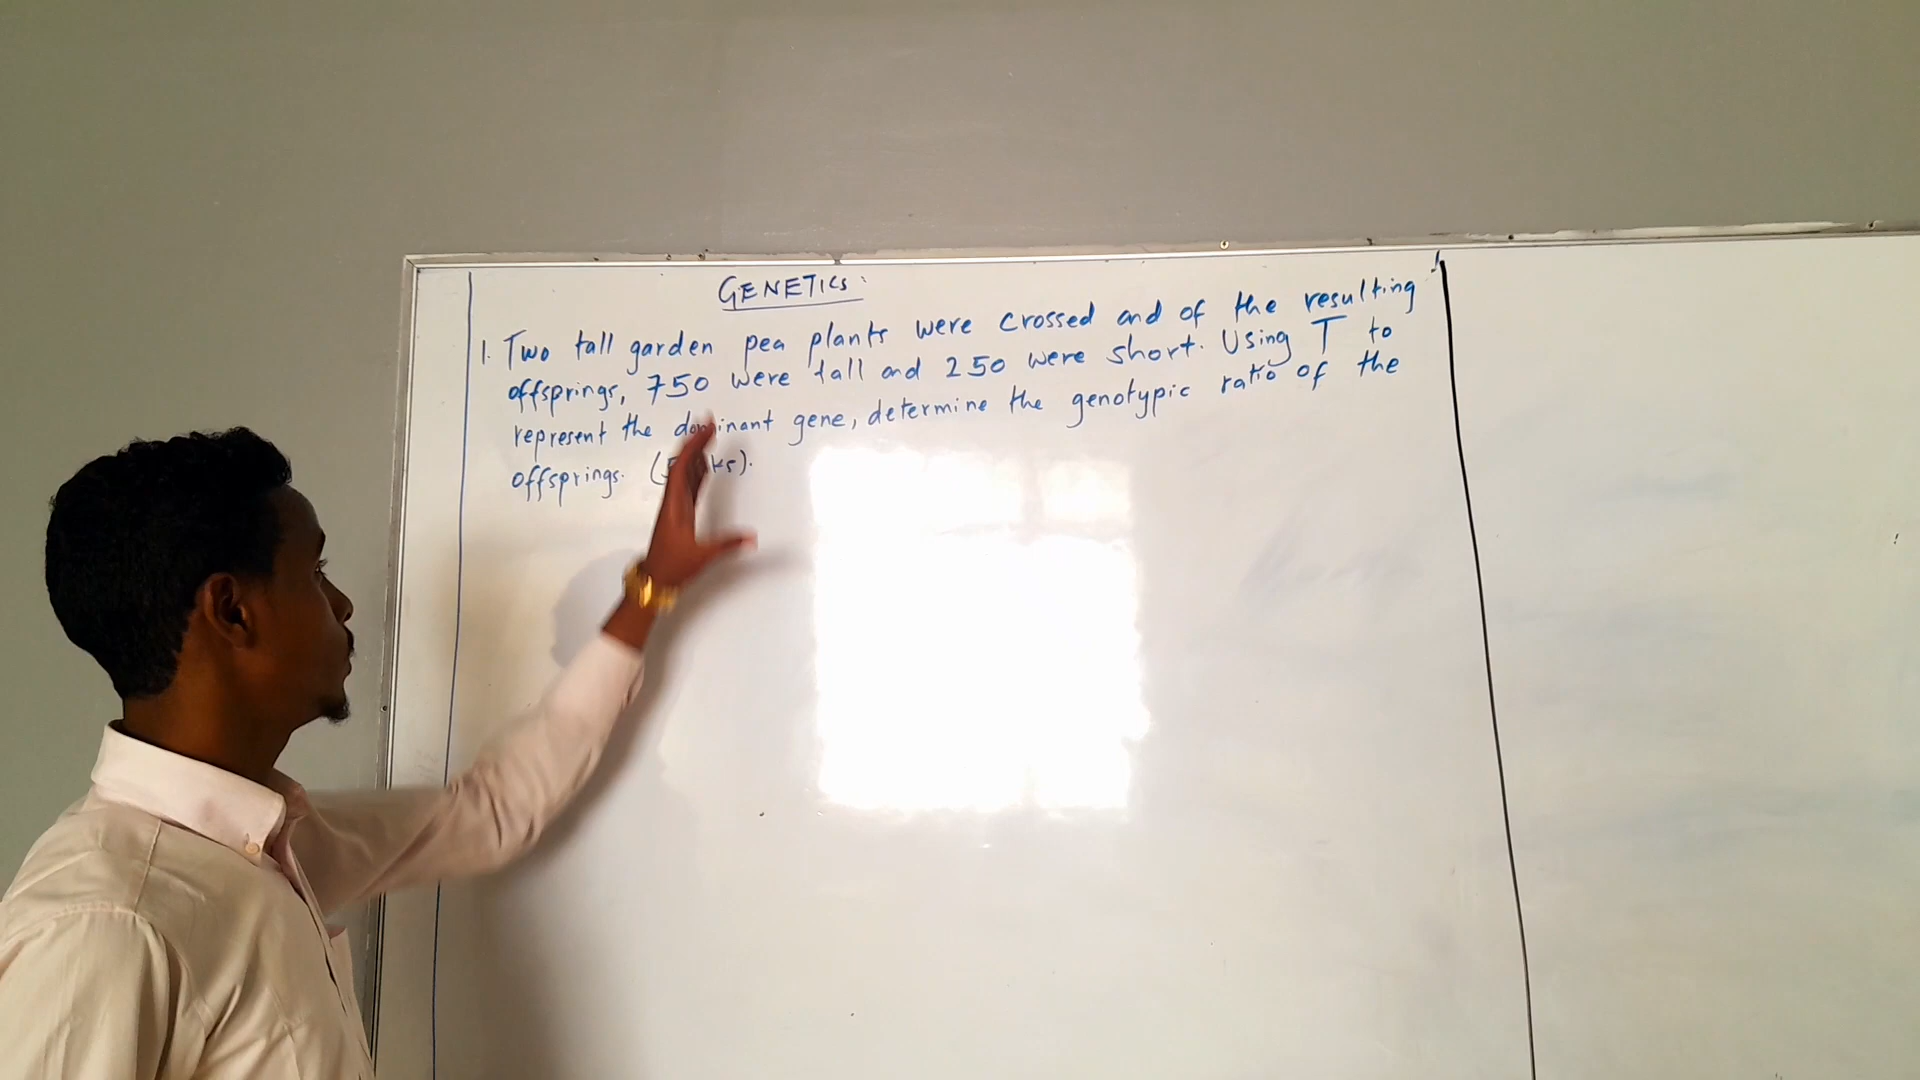 GENETICS:
1. Two tall garden pea plants were crossed and of the resulting
offsprings, 750 were tall and 250 were short. Using T to
represent the dominant gene, determine the genotypic ratio of the
offsprings.